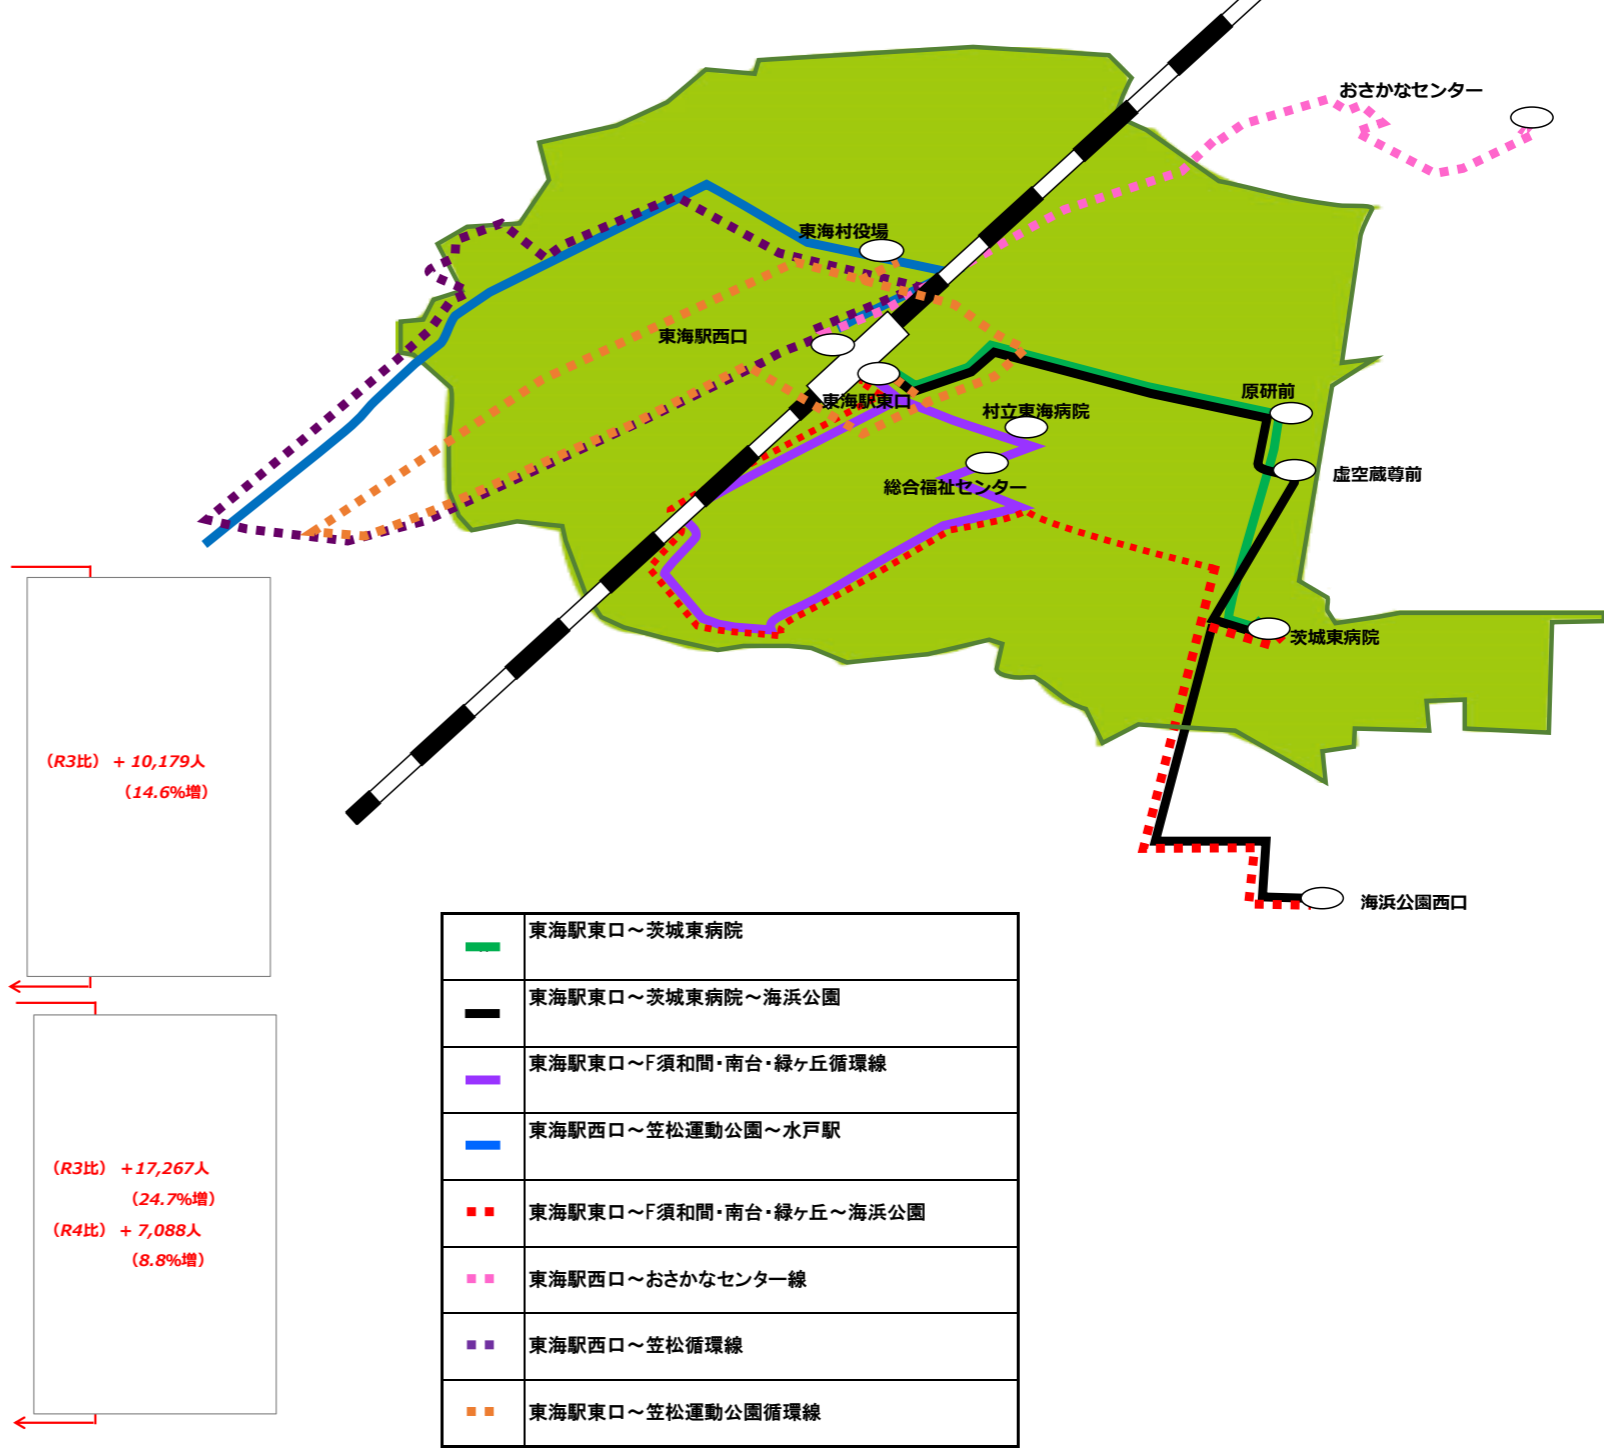 おさかなセンター
東海村役場
東海駅西口
東海駅東口
原研前
村立東海病院
虚空蔵尊前
総合福祉センター
茨城東病院
海浜公園西口
（R3比）+ 10,179人
（14.6%増）
（R3比）+17,267人
（24.7%増）
（R4比）+ 7,088人
（8.8%増）
東海駅東口～茨城東病院
東海駅東口～茨城東病院～海浜公園
東海駅東口～F須和間・南台・緑ヶ丘循環線
東海駅西口～笠松運動公園～水戸駅
東海駅東口～F須和間・南台・緑ヶ丘～海浜公園
東海駅西口～おさかなセンター線
東海駅西口～笠松循環線
東海駅東口～笠松運動公園循環線